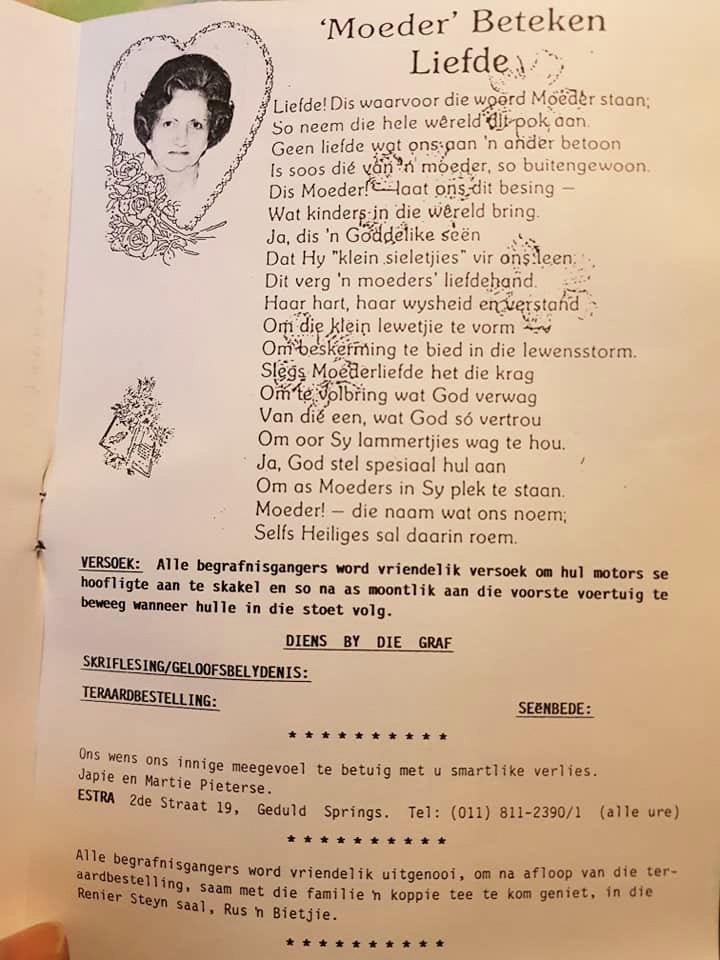 'Moeder' Beteken
Liefde
Liefde! Dis waarvoor die woord Moeder staan;
So neem die hele wêreld dit ook aan.
Geen liefde wat ons aan 'n ander betoon
Is soos dié van 'n moeder, so buitengewoon.
Dis Moeder! – laat ons dit besing –
Wat kinders in die wêreld bring.
Ja, dis 'n Goddelike seën
Dat Hy "klein sieletjies" vir ons leen.
Dit verg 'n moeders' liefdehand.
Haar hart, haar wysheid en verstand
Om die klein lewetjie te vorm
Om beskerming te bied in die lewensstorm.
Slegs Moederliefde het die krag
Om te volbring wat God verwag
Van dié een, wat God só vertrou
Om oor Sy lammertjies wag te hou.
Ja, God stel spesiaal hul aan
Om as Moeders in Sy plek te staan.
Moeder! – die naam wat ons noem;
Selfs Heiliges sal daarin roem.
VERSOEK: Alle begrafnisgangers word vriendelik versoek om hul motors se
hoofligte aan te skakel en so na as moontlik aan die voorste voertuig te
beweeg wanneer hulle in die stoet volg.
DIENS BY DIE GRAF
SKRIFLESING/GELOOFSBELYDENIS:
TERAARDBESTELLING: SEëNBEDE:
* * * * * * * * * *
Ons wens ons innige meegevoel te betuig met u smartlike verlies.
Japie en Martie Pieterse.
ESTRA 2de Straat 19, Geduld Springs. Tel: (011) 811-2390/1 (alle ure)
* * * * * * * * * *
Alle begrafnisgangers word vriendelik uitgenooi, om na afloop van die ter-
aardbestelling, saam met die familie 'n koppie tee te kom geniet, in die
Renier Steyn saal, Rus 'n Bietjie.
* * * * * * * * * *